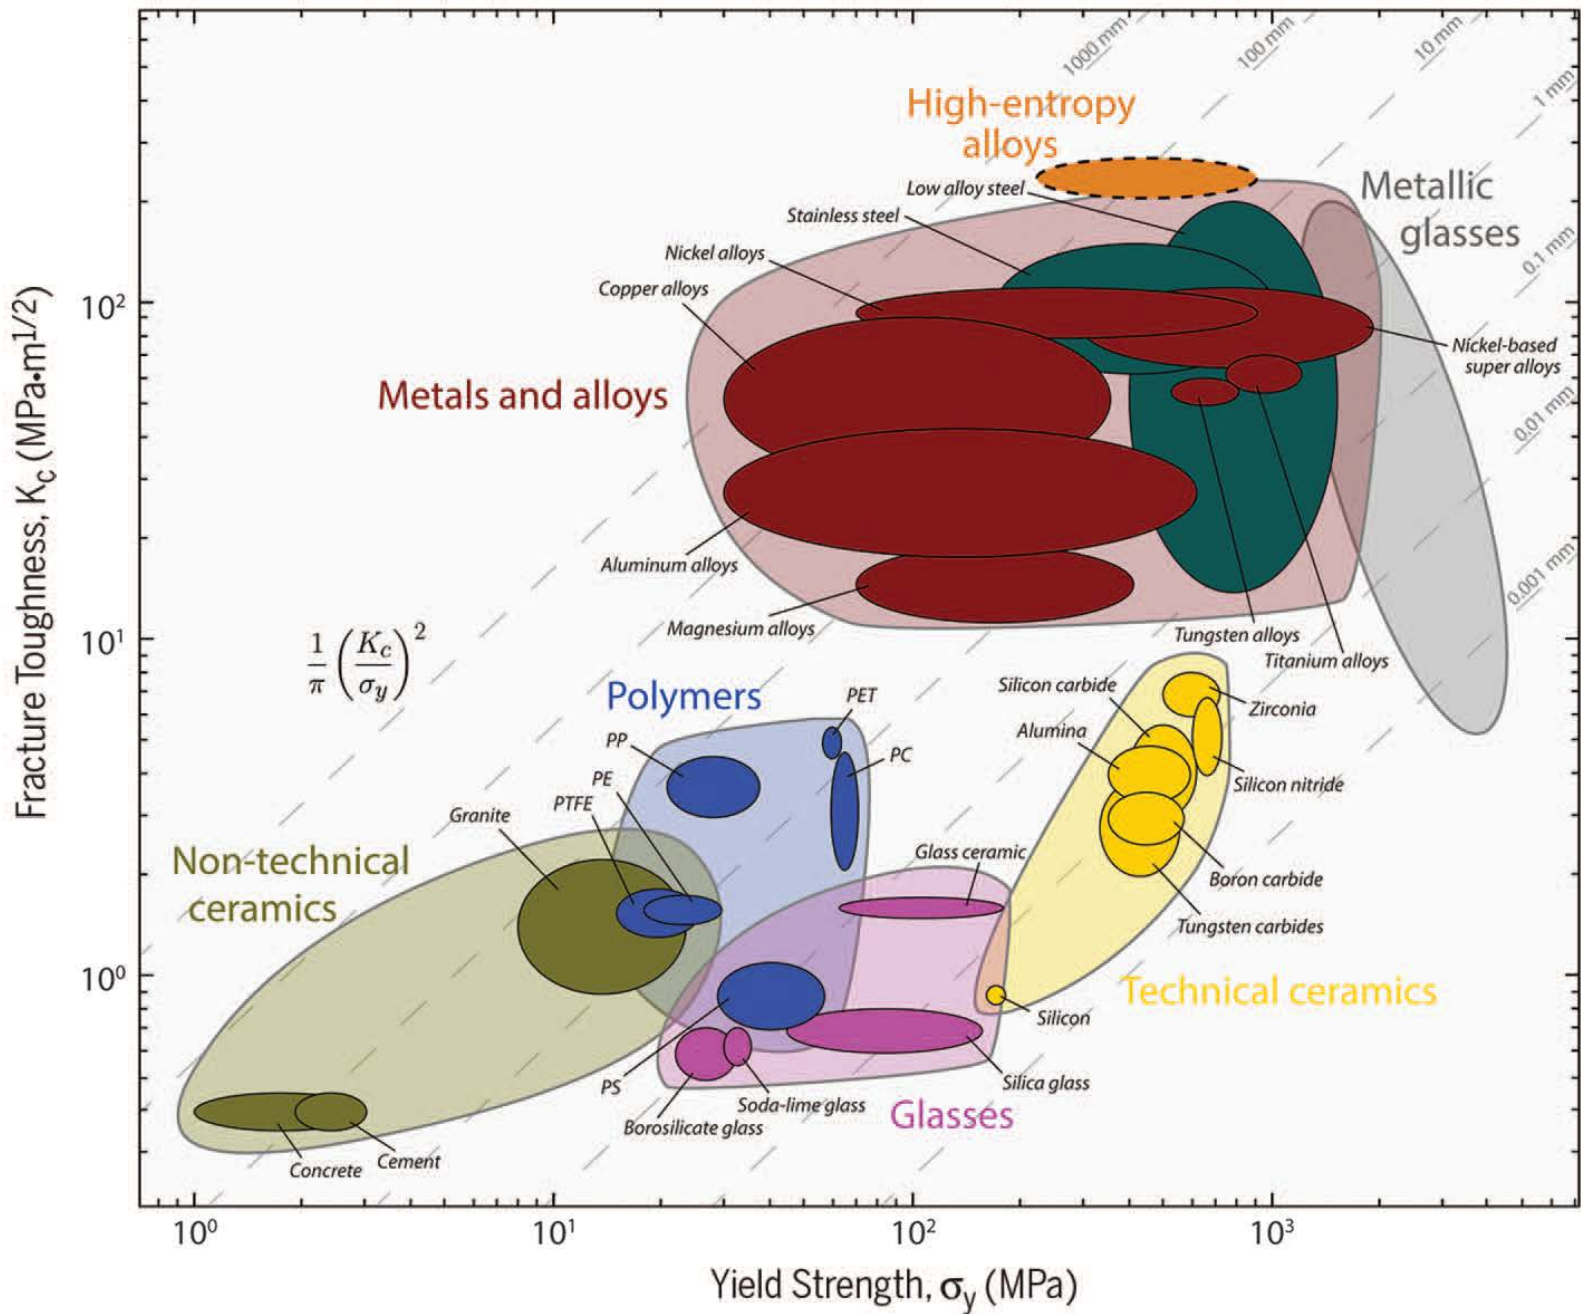 1000 mm
100 mm
10 mm
1 mm
0.1 mm
0.01 mm
0.001 mm
High-entropy
alloys
Low alloy steel
Stainless steel
Metallic
glasses
Nickel alloys
Copper alloys
Nickel-based
super alloys
Metals and alloys
Aluminum alloys
Magnesium alloys
Tungsten alloys
Titanium alloys
1/π (K_c/σ_y)^2
Polymers
PET
PP
PC
PE
PTFE
Granite
Silicon carbide
Zirconia
Alumina
Silicon nitride
Glass ceramic
Boron carbide
Tungsten carbides
Non-technical
ceramics
Technical ceramics
Silicon
Silica glass
PS
Soda-lime glass
Borosilicate glass
Glasses
Concrete
Cement
10²
10¹
10⁰
Fracture Toughness, K_c (MPa•m^1/2)
10⁰ 10¹ 10² 10³
Yield Strength, σ_y (MPa)